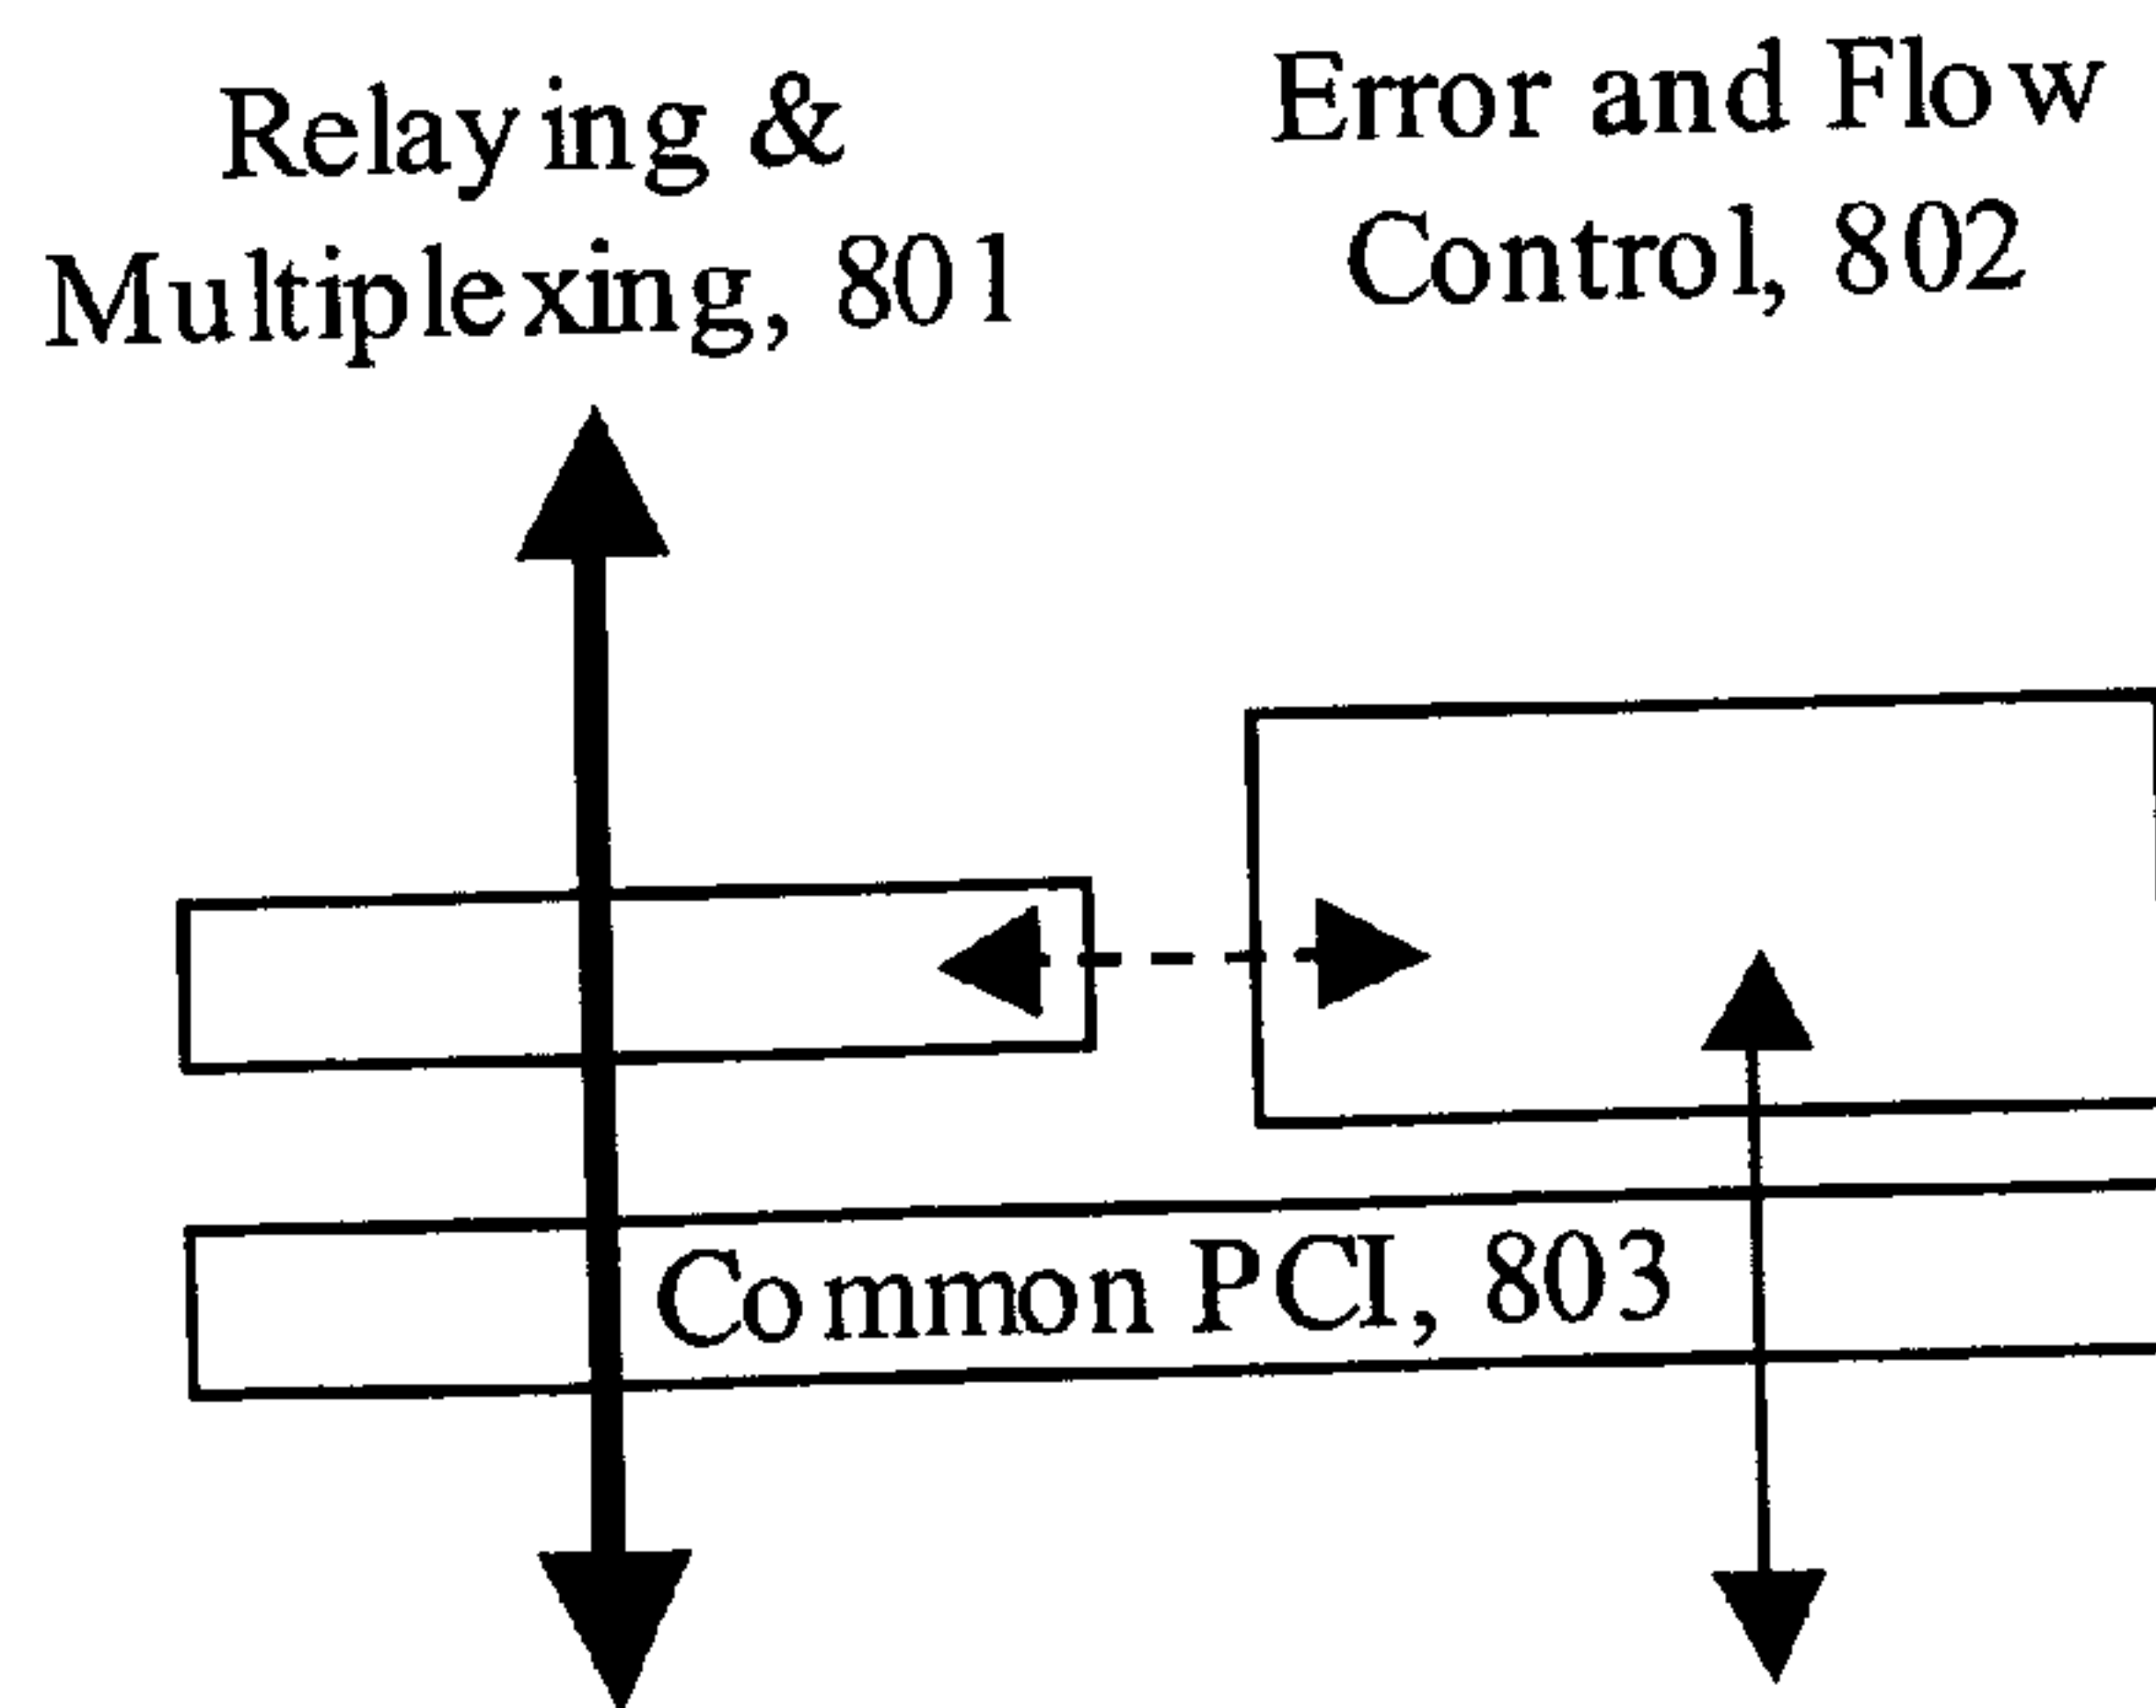 Relaying &
Multiplexing, 801
Error and Flow
Control, 802
Common PCI, 803